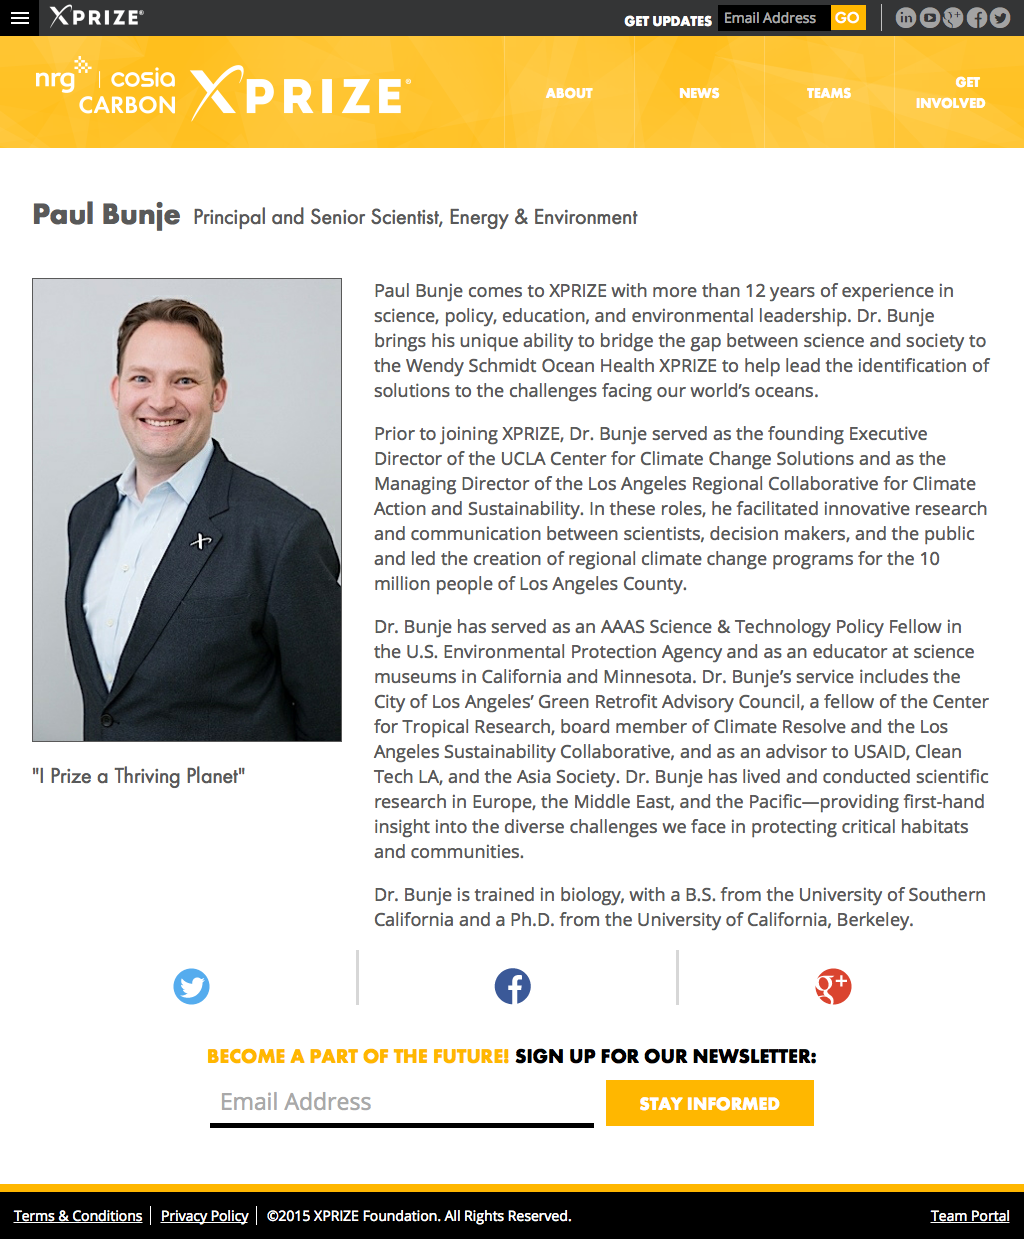 XPRIZE®
GET UPDATES Email Address GO
nrg | cosia
CARBON XPRIZE®
ABOUT
NEWS
TEAMS
GET
INVOLVED
Paul Bunje Principal and Senior Scientist, Energy & Environment
Paul Bunje comes to XPRIZE with more than 12 years of experience in
science, policy, education, and environmental leadership. Dr. Bunje
brings his unique ability to bridge the gap between science and society to
the Wendy Schmidt Ocean Health XPRIZE to help lead the identification of
solutions to the challenges facing our world’s oceans.
Prior to joining XPRIZE, Dr. Bunje served as the founding Executive
Director of the UCLA Center for Climate Change Solutions and as the
Managing Director of the Los Angeles Regional Collaborative for Climate
Action and Sustainability. In these roles, he facilitated innovative research
and communication between scientists, decision makers, and the public
and led the creation of regional climate change programs for the 10
million people of Los Angeles County.
Dr. Bunje has served as an AAAS Science & Technology Policy Fellow in
the U.S. Environmental Protection Agency and as an educator at science
museums in California and Minnesota. Dr. Bunje’s service includes the
City of Los Angeles’ Green Retrofit Advisory Council, a fellow of the Center
for Tropical Research, board member of Climate Resolve and the Los
Angeles Sustainability Collaborative, and as an advisor to USAID, Clean
Tech LA, and the Asia Society. Dr. Bunje has lived and conducted scientific
research in Europe, the Middle East, and the Pacific—providing first-hand
insight into the diverse challenges we face in protecting critical habitats
and communities.
Dr. Bunje is trained in biology, with a B.S. from the University of Southern
California and a Ph.D. from the University of California, Berkeley.
"I Prize a Thriving Planet"
BECOME A PART OF THE FUTURE! SIGN UP FOR OUR NEWSLETTER:
Email Address
STAY INFORMED
Terms & Conditions | Privacy Policy | ©2015 XPRIZE Foundation. All Rights Reserved.
Team Portal